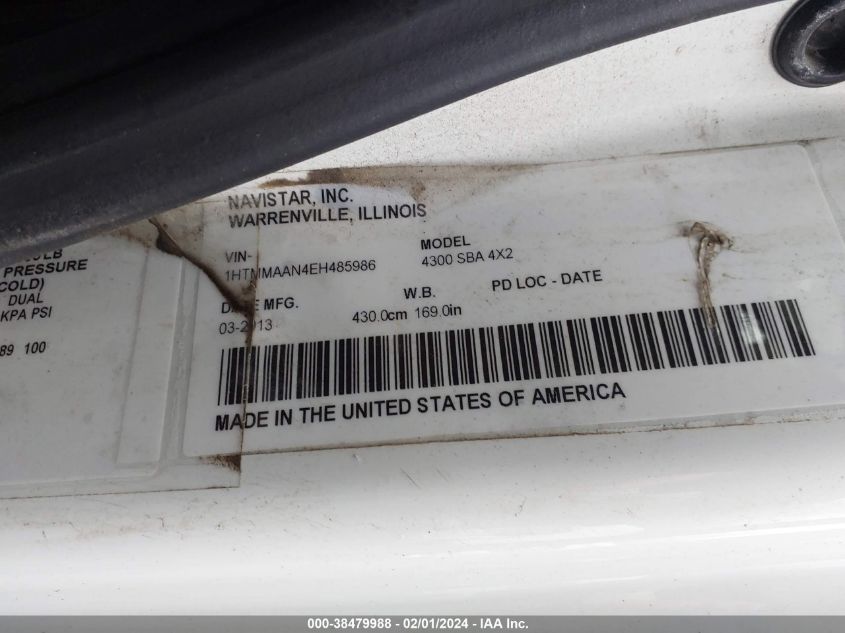 LB
PRESSURE
COLD)
DUAL
KPA PSI
89 100
NAVISTAR, INC.
WARRENVILLE, ILLINOIS
VIN-
1HTMMAAN4EH485986
MODEL
4300 SBA 4X2
DATE MFG.
03-2013
W.B.
430.0cm 169.0in
PD LOC - DATE
MADE IN THE UNITED STATES OF AMERICA
000-38479988 - 02/01/2024 - IAA Inc.